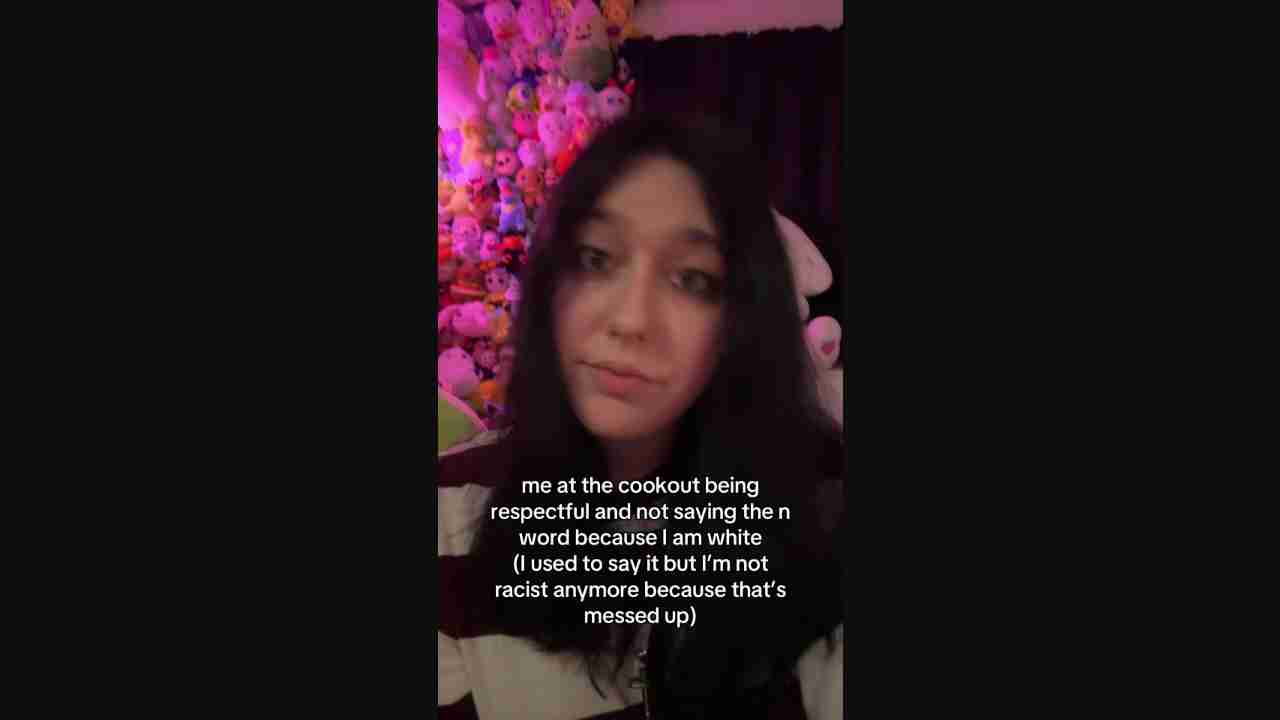 me at the cookout being
respectful and not saying the n
word because I am white
(I used to say it but I’m not
racist anymore because that’s
messed up)